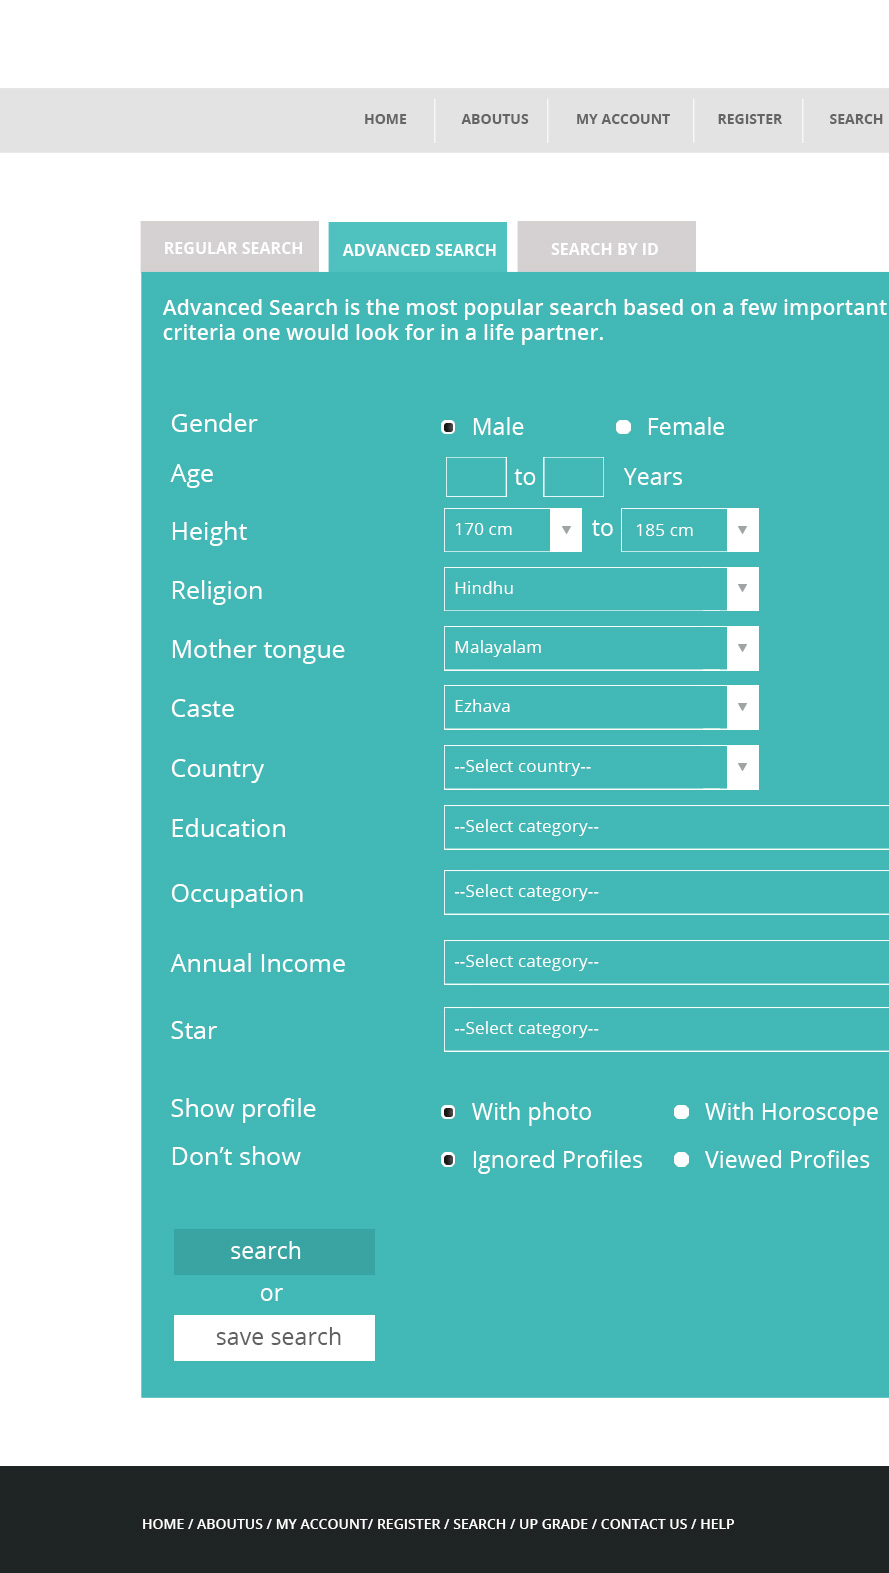 HOME ABOUTUS MY ACCOUNT REGISTER SEARCH
REGULAR SEARCH ADVANCED SEARCH SEARCH BY ID
Advanced Search is the most popular search based on a few important
criteria one would look for in a life partner.
Gender Male Female
Age to Years
Height 170 cm to 185 cm
Religion Hindhu
Mother tongue Malayalam
Caste Ezhava
Country --Select country--
Education --Select category--
Occupation --Select category--
Annual Income --Select category--
Star --Select category--
Show profile With photo With Horoscope
Don’t show Ignored Profiles Viewed Profiles
search
or
save search
HOME / ABOUTUS / MY ACCOUNT/ REGISTER / SEARCH / UP GRADE / CONTACT US / HELP